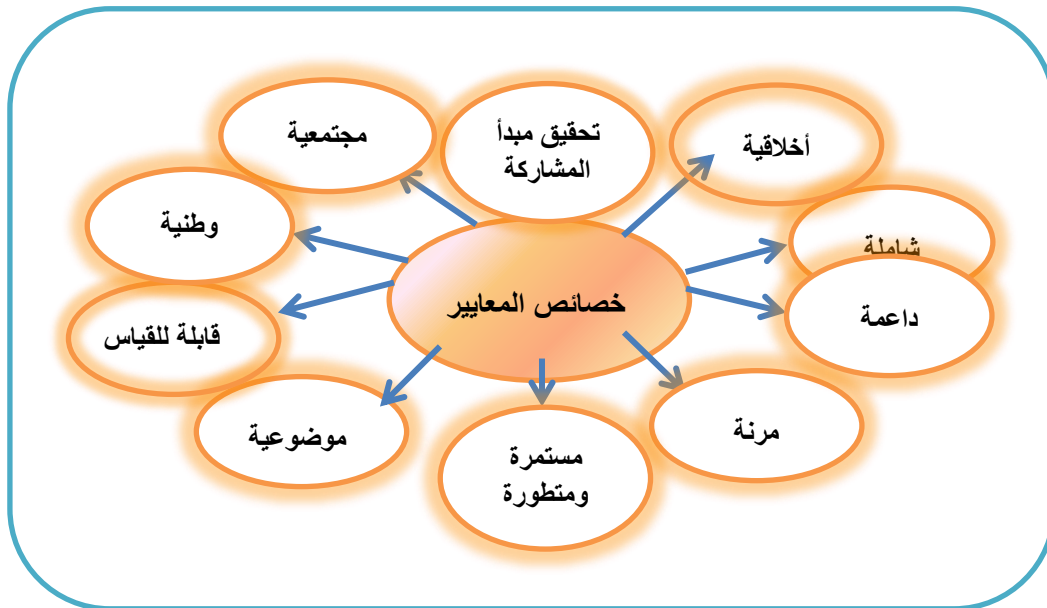 خصائص المعايير
تحقيق مبدأ
المشاركة
أخلاقية
شاملة
داعمة
مرنة
مستمرة
ومتطورة
موضوعية
قابلة للقياس
وطنية
مجتمعية